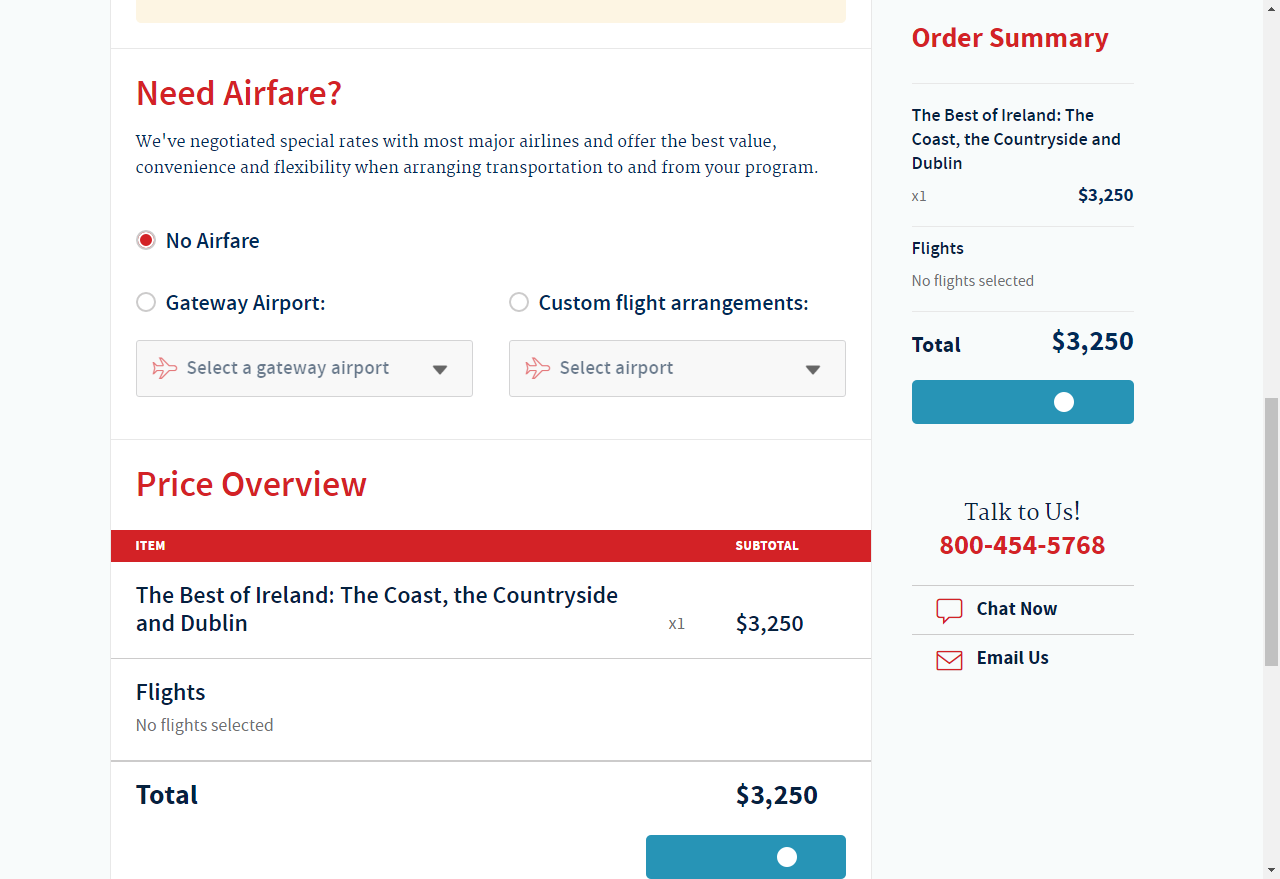 Need Airfare?
We've negotiated special rates with most major airlines and offer the best value,
convenience and flexibility when arranging transportation to and from your program.
No Airfare
Gateway Airport:
Custom flight arrangements:
Select a gateway airport
Select airport
Price Overview
ITEM SUBTOTAL
The Best of Ireland: The Coast, the Countryside
and Dublin x1 $3,250
Flights
No flights selected
Total $3,250
Order Summary
The Best of Ireland: The
Coast, the Countryside and
Dublin
x1 $3,250
Flights
No flights selected
Total $3,250
Talk to Us!
800-454-5768
Chat Now
Email Us